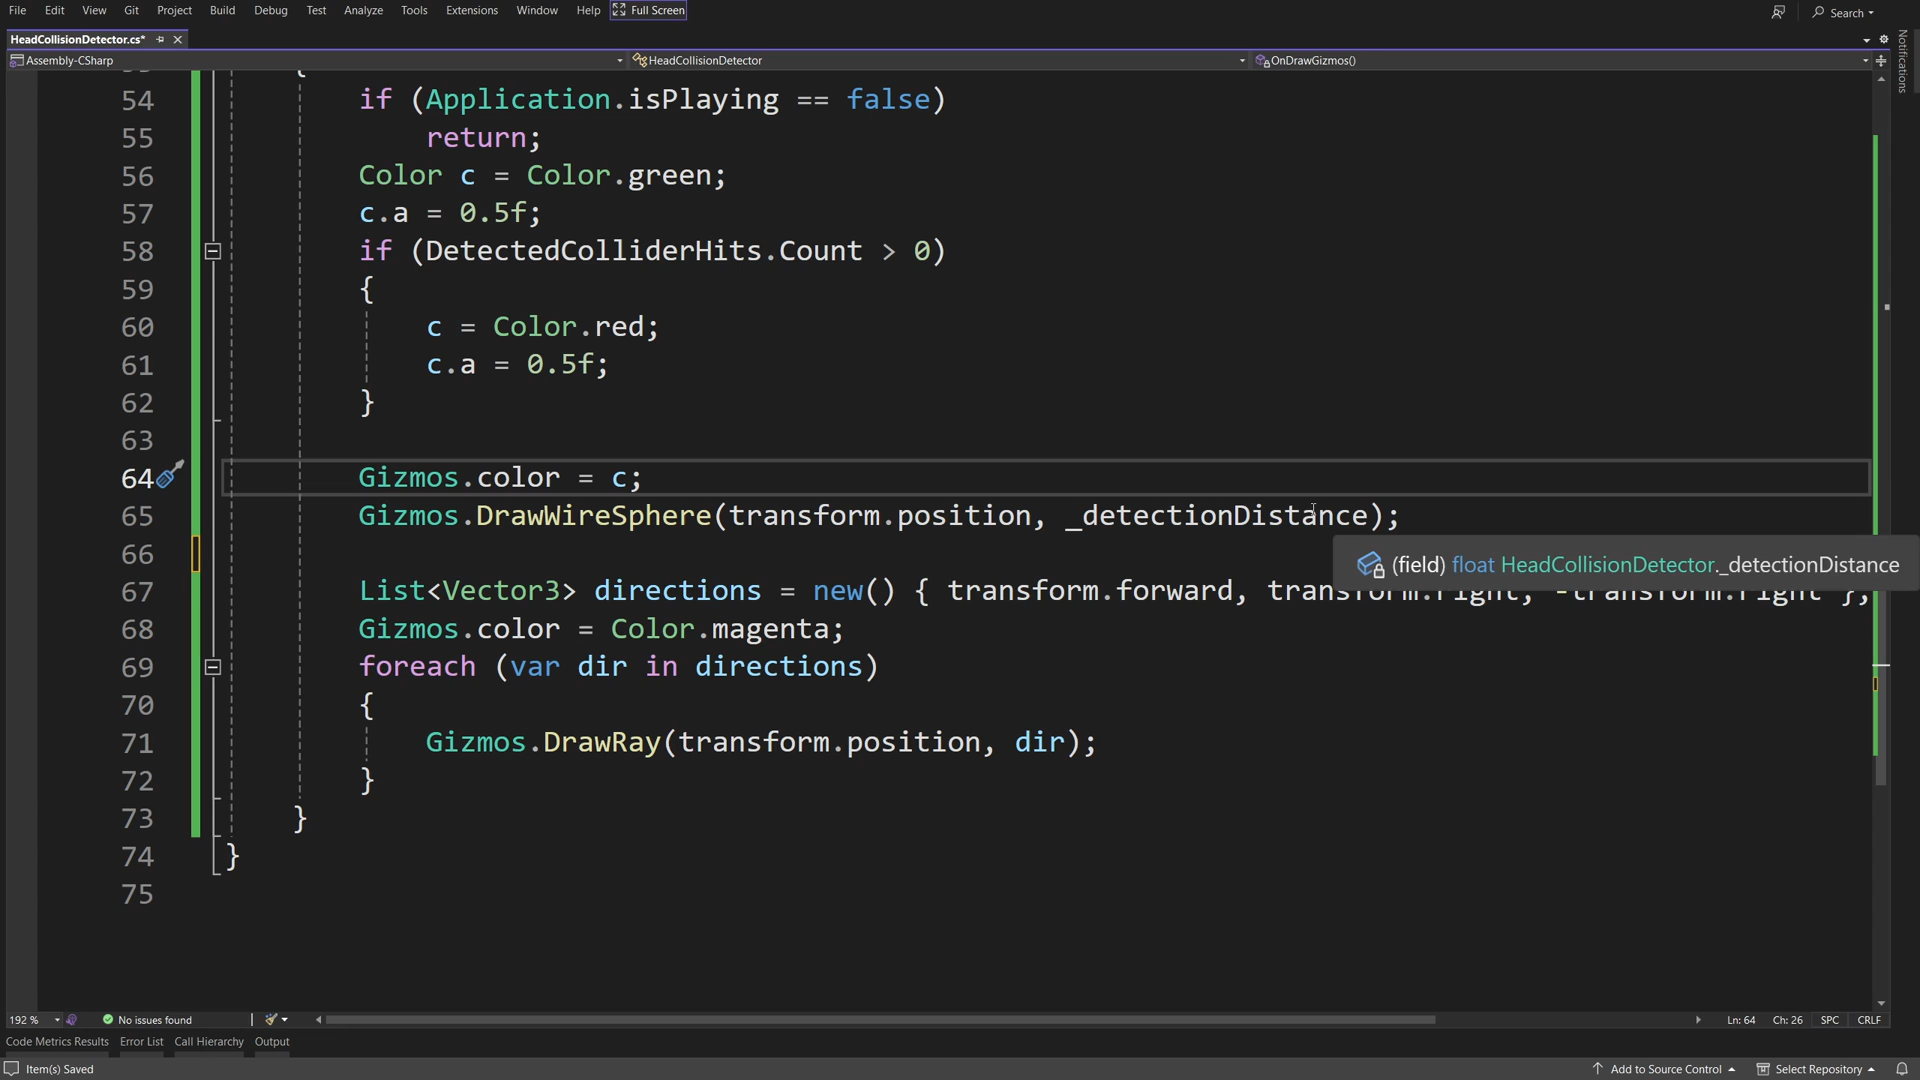 File Edit View Git Project Build Debug Test Analyze Tools Extensions Window Help Full Screen Search
HeadCollisionDetector.cs*
Assembly-CSharp HeadCollisionDetector OnDrawGizmos()
Notifications
{
54 if (Application.isPlaying == false)
55 return;
56 Color c = Color.green;
57 c.a = 0.5f;
58 if (DetectedColliderHits.Count > 0)
59 {
60 c = Color.red;
61 c.a = 0.5f;
62 }
63
64 Gizmos.color = c;
65 Gizmos.DrawWireSphere(transform.position, _detectionDistance);
66
(field) float HeadCollisionDetector._detectionDistance
67 List<Vector3> directions = new() { transform.forward, transform.right, -transform.right };
68 Gizmos.color = Color.magenta;
69 foreach (var dir in directions)
70 {
71 Gizmos.DrawRay(transform.position, dir);
72 }
73 }
74 }
75
192 % No issues found Ln: 64 Ch: 26 SPC CRLF
Code Metrics Results Error List Call Hierarchy Output
Item(s) Saved Add to Source Control Select Repository